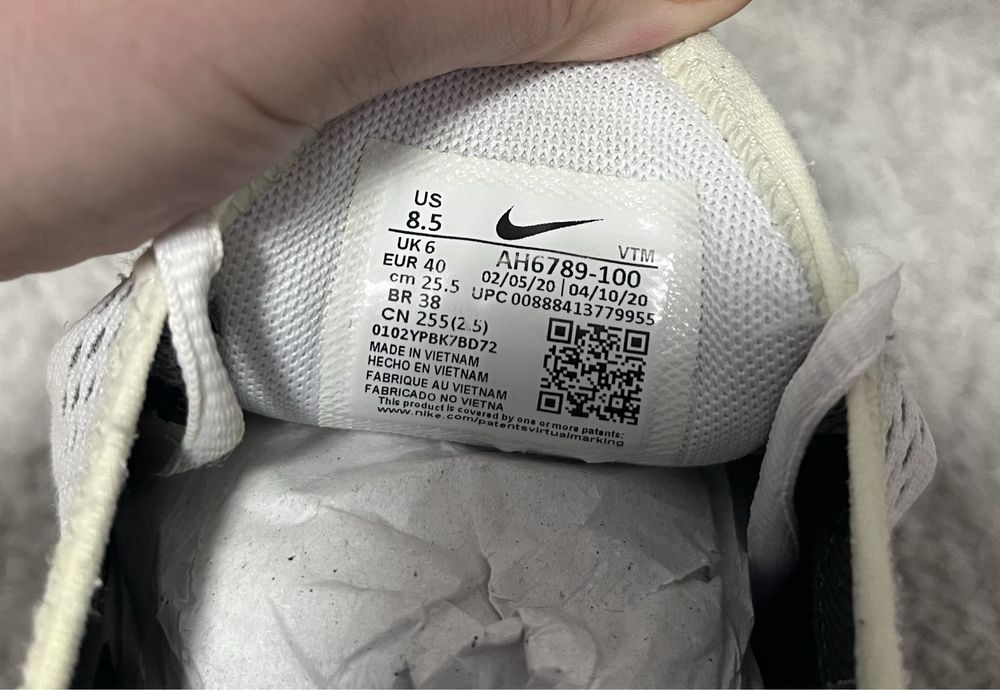 US
8.5
UK 6
EUR 40
cm 25.5
BR 38
CN 255(2.5)
0102YPBK7BD72
MADE IN VIETNAM
HECHO EN VIETNAM
FABRIQUE AU VIETNAM
FABRICADO NO VIETNA
This product is covered by one or more patents:
www.nike.com/patentsvirtualmarking
VTM
AH6789-100
02/05/20 | 04/10/20
UPC 00888413779955